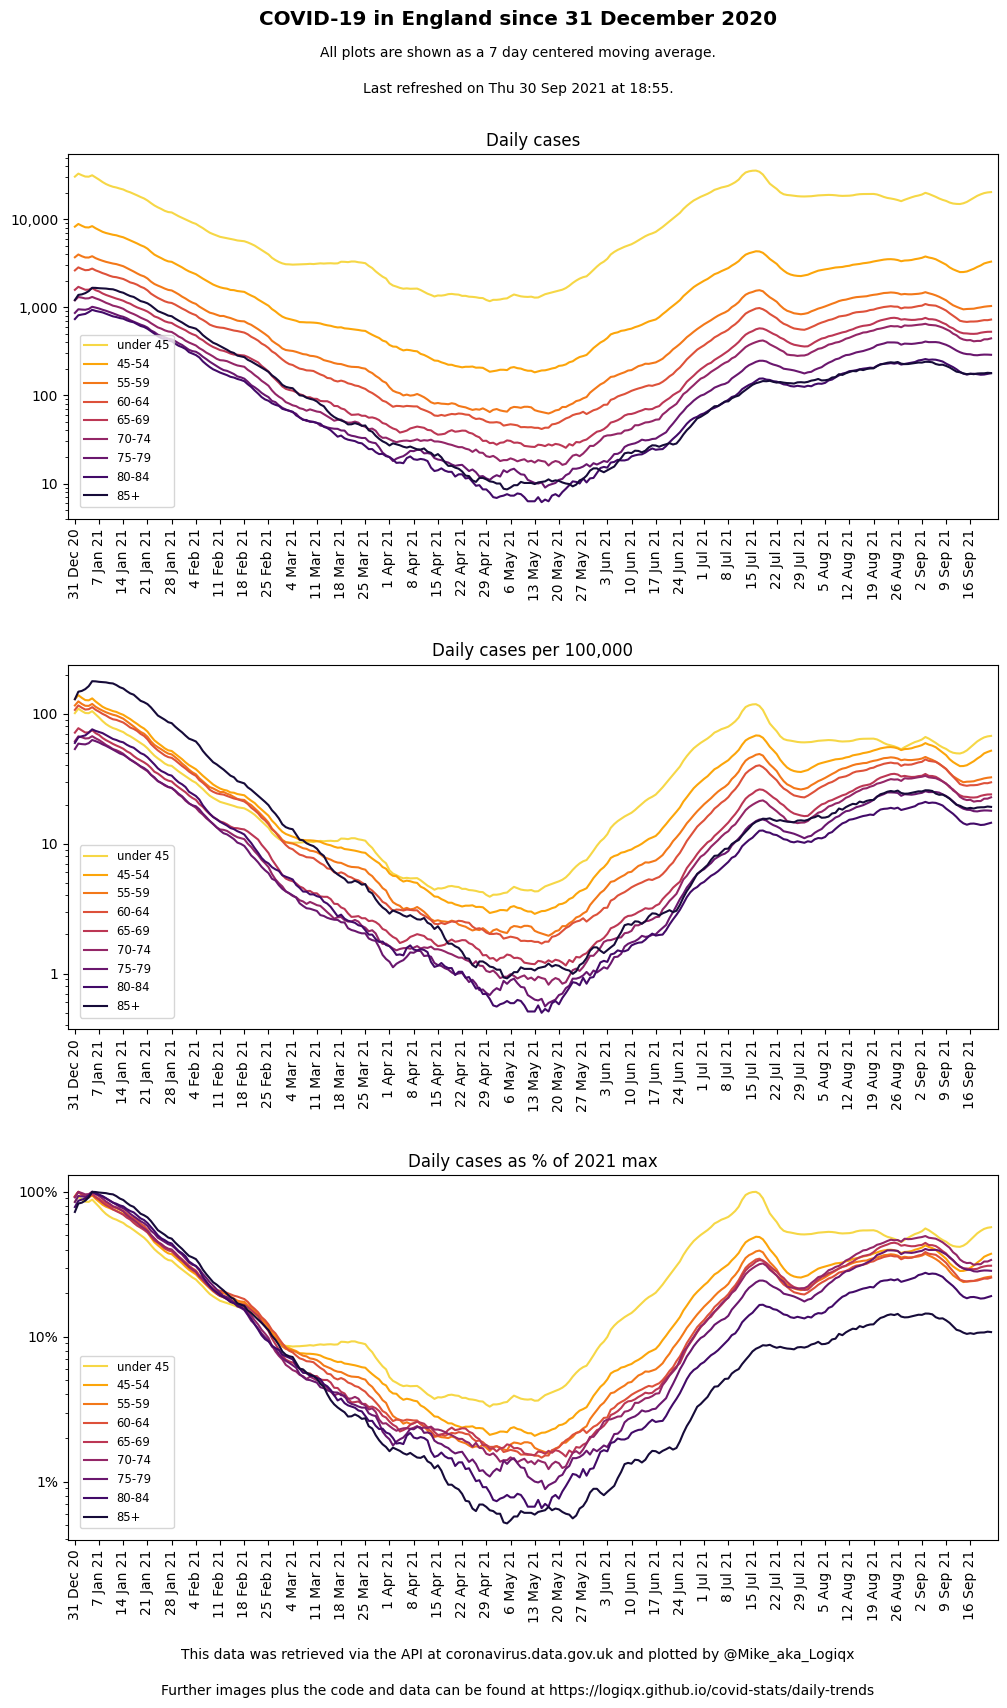 COVID-19 in England since 31 December 2020
All plots are shown as a 7 day centered moving average.
Last refreshed on Thu 30 Sep 2021 at 18:55.
Daily cases
10,000
1,000
100
10
under 45
45-54
55-59
60-64
65-69
70-74
75-79
80-84
85+
31 Dec 20
7 Jan 21
14 Jan 21
21 Jan 21
28 Jan 21
4 Feb 21
11 Feb 21
18 Feb 21
25 Feb 21
4 Mar 21
11 Mar 21
18 Mar 21
25 Mar 21
1 Apr 21
8 Apr 21
15 Apr 21
22 Apr 21
29 Apr 21
6 May 21
13 May 21
20 May 21
27 May 21
3 Jun 21
10 Jun 21
17 Jun 21
24 Jun 21
1 Jul 21
8 Jul 21
15 Jul 21
22 Jul 21
29 Jul 21
5 Aug 21
12 Aug 21
19 Aug 21
26 Aug 21
2 Sep 21
9 Sep 21
16 Sep 21
Daily cases per 100,000
100
10
1
under 45
45-54
55-59
60-64
65-69
70-74
75-79
80-84
85+
31 Dec 20
7 Jan 21
14 Jan 21
21 Jan 21
28 Jan 21
4 Feb 21
11 Feb 21
18 Feb 21
25 Feb 21
4 Mar 21
11 Mar 21
18 Mar 21
25 Mar 21
1 Apr 21
8 Apr 21
15 Apr 21
22 Apr 21
29 Apr 21
6 May 21
13 May 21
20 May 21
27 May 21
3 Jun 21
10 Jun 21
17 Jun 21
24 Jun 21
1 Jul 21
8 Jul 21
15 Jul 21
22 Jul 21
29 Jul 21
5 Aug 21
12 Aug 21
19 Aug 21
26 Aug 21
2 Sep 21
9 Sep 21
16 Sep 21
Daily cases as % of 2021 max
100%
10%
1%
under 45
45-54
55-59
60-64
65-69
70-74
75-79
80-84
85+
31 Dec 20
7 Jan 21
14 Jan 21
21 Jan 21
28 Jan 21
4 Feb 21
11 Feb 21
18 Feb 21
25 Feb 21
4 Mar 21
11 Mar 21
18 Mar 21
25 Mar 21
1 Apr 21
8 Apr 21
15 Apr 21
22 Apr 21
29 Apr 21
6 May 21
13 May 21
20 May 21
27 May 21
3 Jun 21
10 Jun 21
17 Jun 21
24 Jun 21
1 Jul 21
8 Jul 21
15 Jul 21
22 Jul 21
29 Jul 21
5 Aug 21
12 Aug 21
19 Aug 21
26 Aug 21
2 Sep 21
9 Sep 21
16 Sep 21
This data was retrieved via the API at coronavirus.data.gov.uk and plotted by @Mike_aka_Logiqx
Further images plus the code and data can be found at https://logiqx.github.io/covid-stats/daily-trends